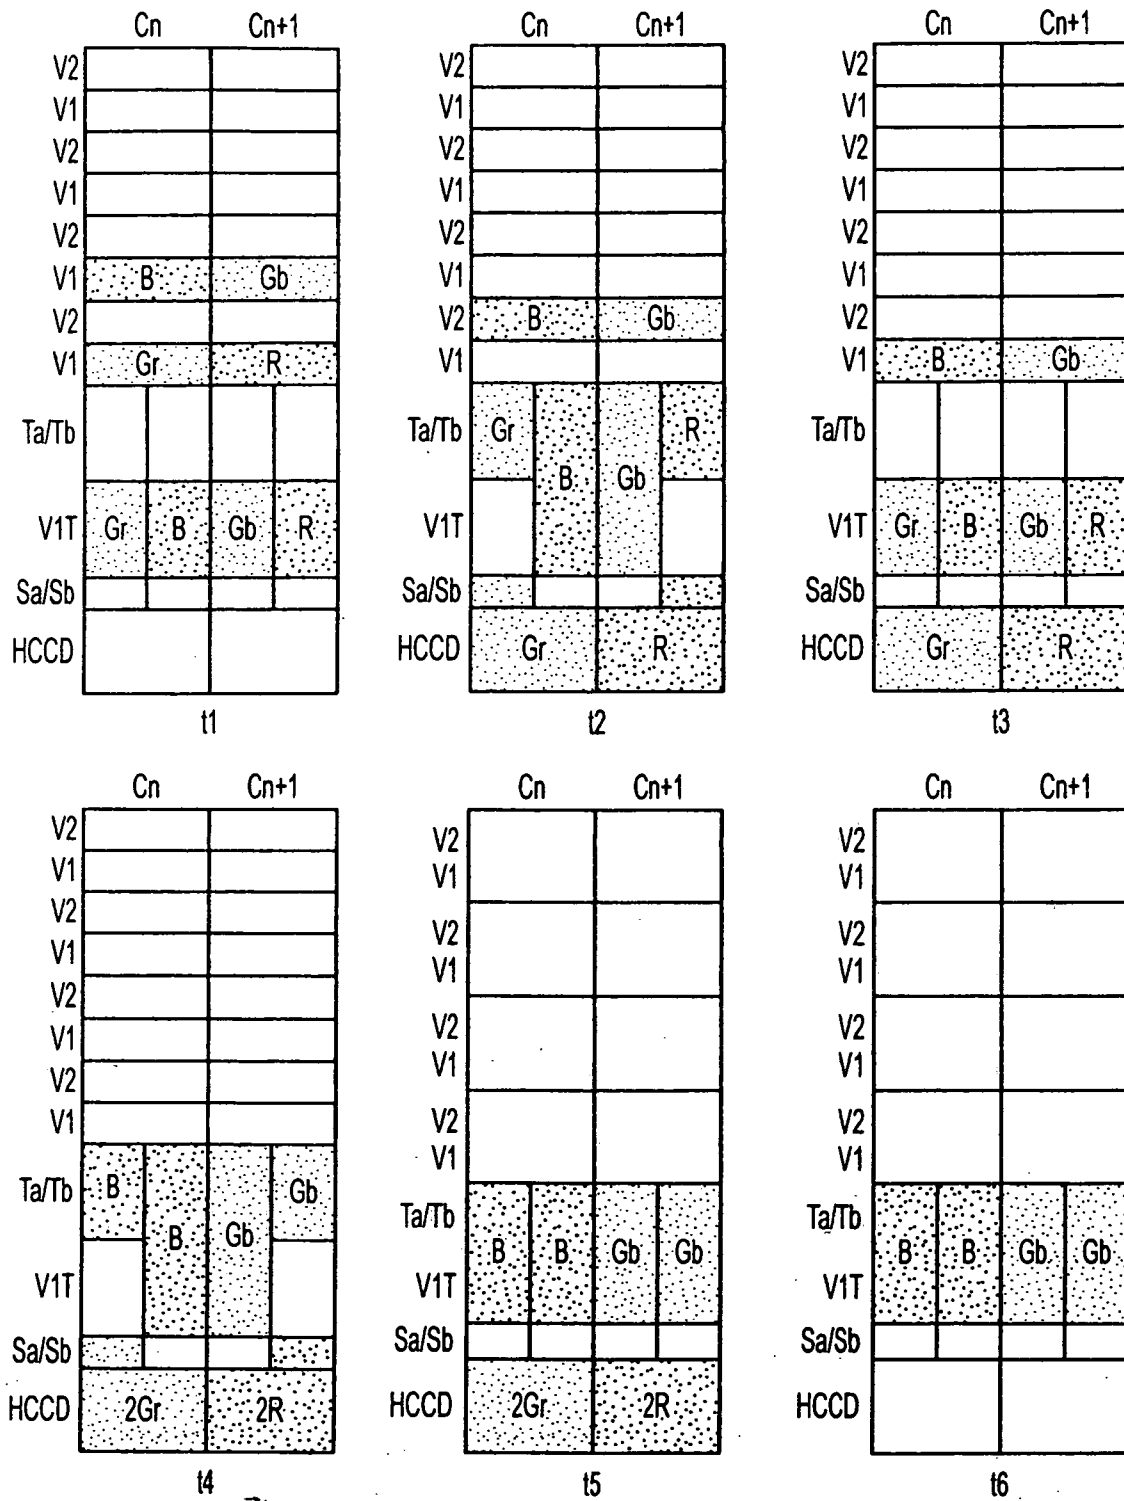 Cn Cn+1
V2
V1
V2
V1
V2
V1 B Gb
V2
V1 Gr R
Ta/Tb
V1T Gr B Gb R
Sa/Sb
HCCD
t1
Cn Cn+1
V2
V1
V2
V1
V2
V1
V2 B Gb
V1
Ta/Tb Gr R
B Gb
V1T
Sa/Sb
HCCD Gr R
t2
Cn Cn+1
V2
V1
V2
V1
V2
V1
V2
V1 B Gb
Ta/Tb
V1T Gr B Gb R
Sa/Sb
HCCD Gr R
t3
Cn Cn+1
V2
V1
V2
V1
V2
V1
V2
V1
Ta/Tb B Gb
B Gb
V1T
Sa/Sb
HCCD 2Gr 2R
t4
Cn Cn+1
V2
V1
V2
V1
V2
V1
V2
V1
Ta/Tb
B B Gb Gb
V1T
Sa/Sb
HCCD 2Gr 2R
t5
Cn Cn+1
V2
V1
V2
V1
V2
V1
V2
V1
Ta/Tb
B B Gb Gb
V1T
Sa/Sb
HCCD
t6